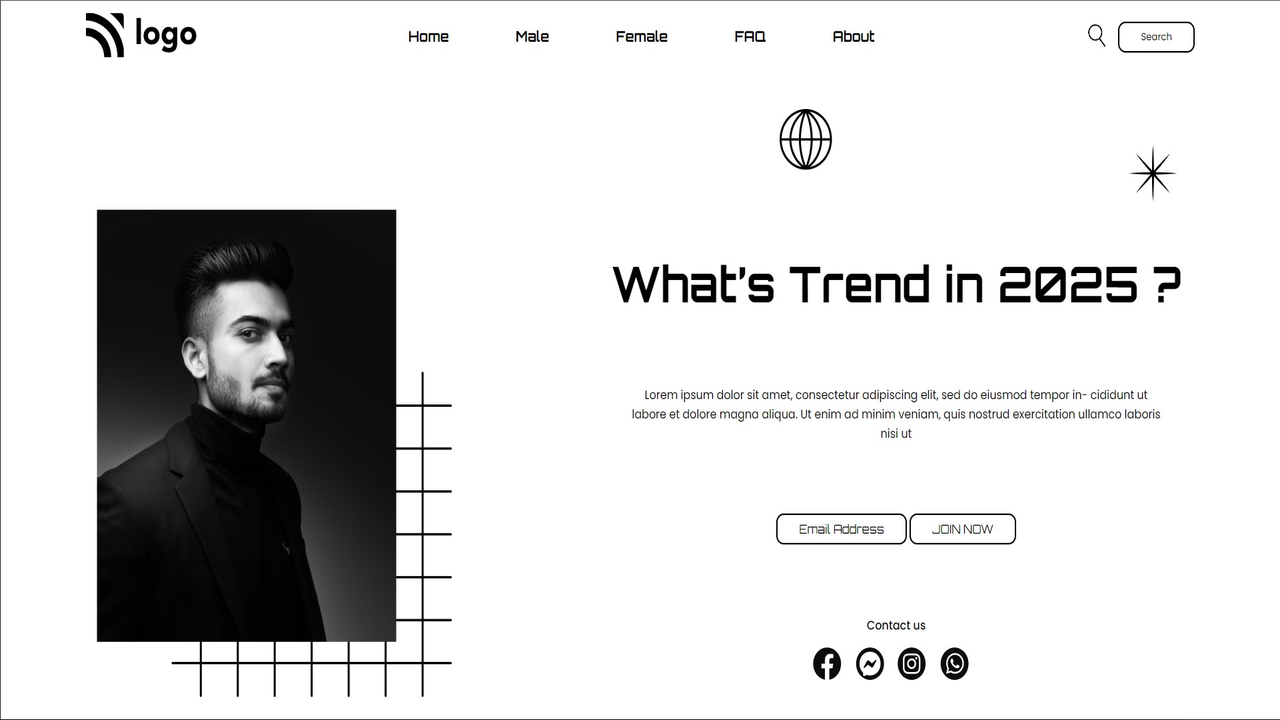 logo
Home Male Female FAQ About
Search
What's Trend in 2025 ?
Lorem ipsum dolor sit amet, consectetur adipiscing elit, sed do eiusmod tempor in- cididunt ut
labore et dolore magna aliqua. Ut enim ad minim veniam, quis nostrud exercitation ullamco laboris
nisi ut
Email Address JOIN NOW
Contact us